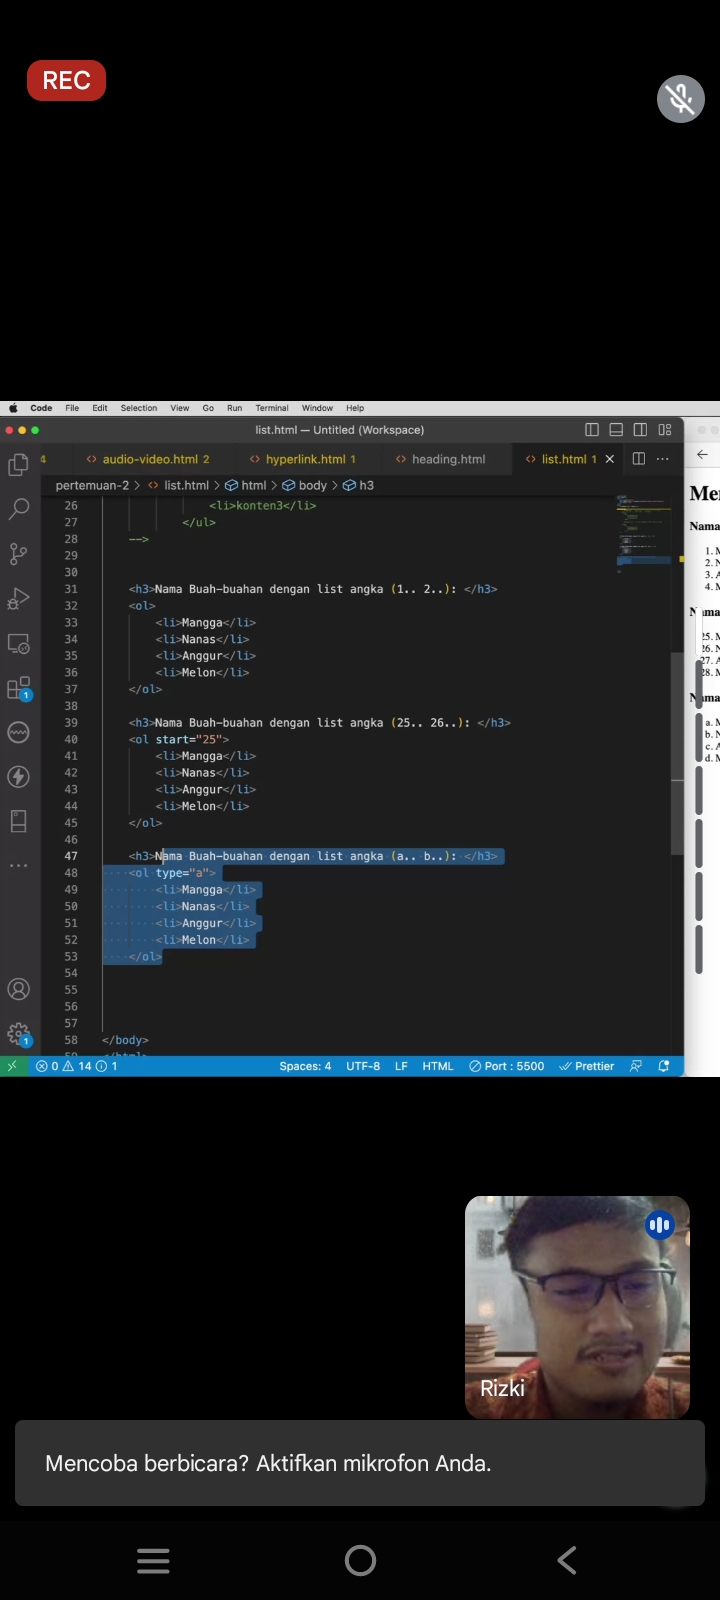 REC
Code File Edit Selection View Go Run Terminal Window Help
list.html — Untitled (Workspace)
4 <> audio-video.html 2 <> hyperlink.html 1 <> heading.html <> list.html 1
pertemuan-2 > <> list.html > html > body > h3
Mer
26 <li>konten3</li>
27 </ul>
28 -->
29
30
31 <h3>Nama Buah-buahan dengan list angka (1.. 2..): </h3>
32 <ol>
33 <li>Mangga</li>
34 <li>Nanas</li>
35 <li>Anggur</li>
36 <li>Melon</li>
37 </ol>
38
39 <h3>Nama Buah-buahan dengan list angka (25.. 26..): </h3>
40 <ol start="25">
41 <li>Mangga</li>
42 <li>Nanas</li>
43 <li>Anggur</li>
44 <li>Melon</li>
45 </ol>
46
47 <h3>Nama Buah-buahan dengan list angka (a.. b..): </h3>
48 <ol type="a">
49 <li>Mangga</li>
50 <li>Nanas</li>
51 <li>Anggur</li>
52 <li>Melon</li>
53 </ol>
54
55
56
57
58 </body>
Nama
1. M
2. N
3. A
4. M
25. M
26. N
27. A
28. M
a. M
b. N
c. A
d. M
1
1
0 14 1 Spaces: 4 UTF-8 LF HTML Port : 5500 Prettier
Rizki
Mencoba berbicara? Aktifkan mikrofon Anda.